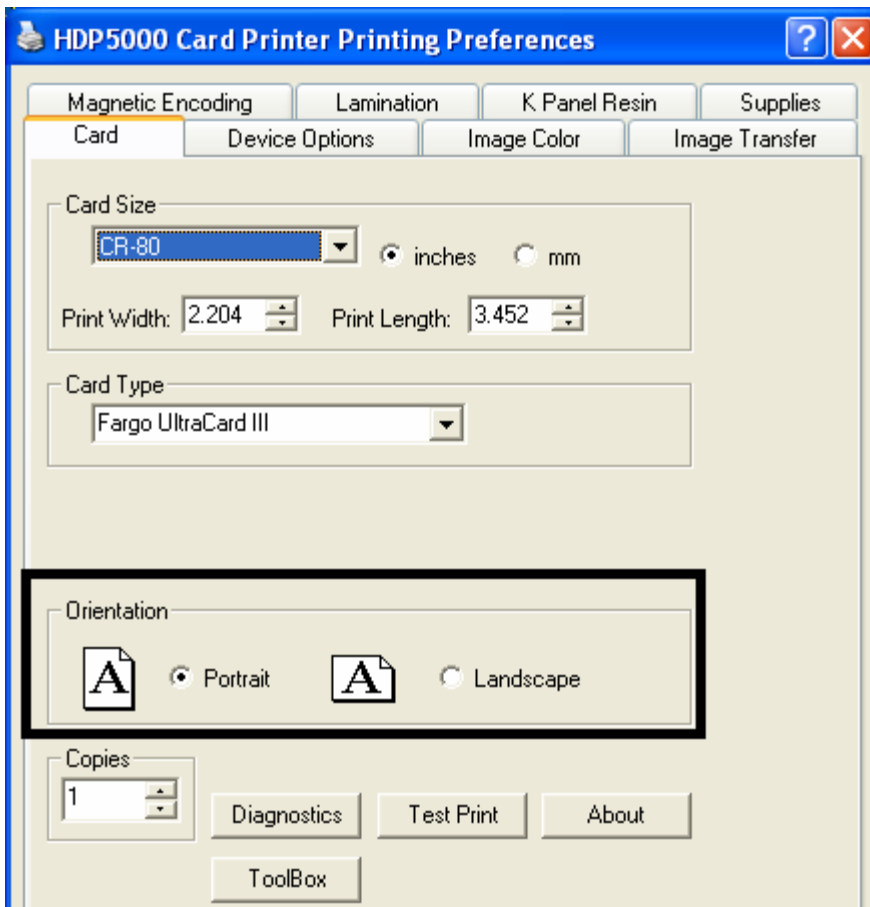 HDP5000 Card Printer Printing Preferences
Magnetic Encoding Lamination K Panel Resin Supplies
Card Device Options Image Color Image Transfer
Card Size
CR-80 inches mm
Print Width: 2.204 Print Length: 3.452
Card Type
Fargo UltraCard III
Orientation
A Portrait A Landscape
Copies
1 Diagnostics Test Print About
ToolBox